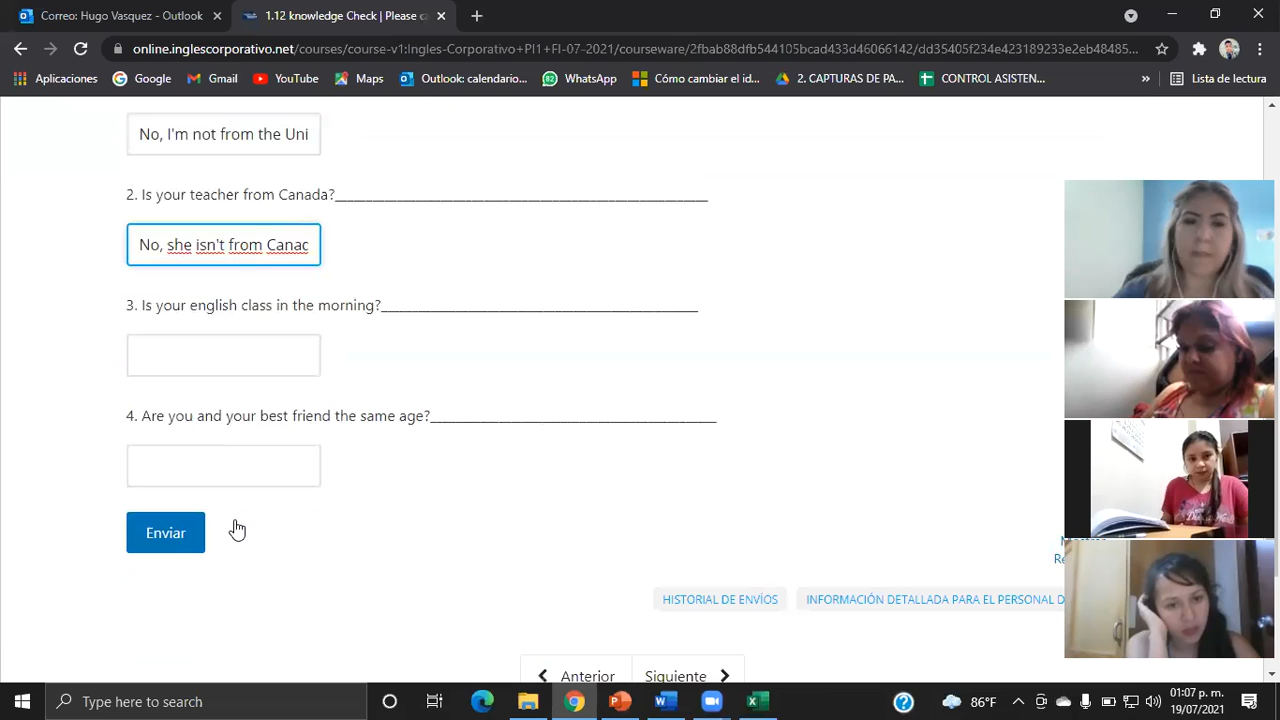 Correo: Hugo Vasquez - Outlook
1.12 knowledge Check | Please ca
online.inglescorporativo.net/courses/course-v1:Ingles-Corporativo+PI1+FI-07-2021/courseware/2fbab88dfb544105bcad433d46066142/dd35405f234e423189233e2eb48485...
Aplicaciones
Google
Gmail
YouTube
Maps
Outlook: calendario...
WhatsApp
Cómo cambiar el id...
2. CAPTURAS DE PA...
CONTROL ASISTEN...
»
Lista de lectura
No, I'm not from the Uni
2. Is your teacher from Canada?
No, she isn't from Canac
3. Is your english class in the morning?
4. Are you and your best friend the same age?
Enviar
HISTORIAL DE ENVÍOS
INFORMACIÓN DETALLADA PARA EL PERSONAL D
Anterior
Siguiente
Type here to search
86°F
01:07 p. m.
19/07/2021